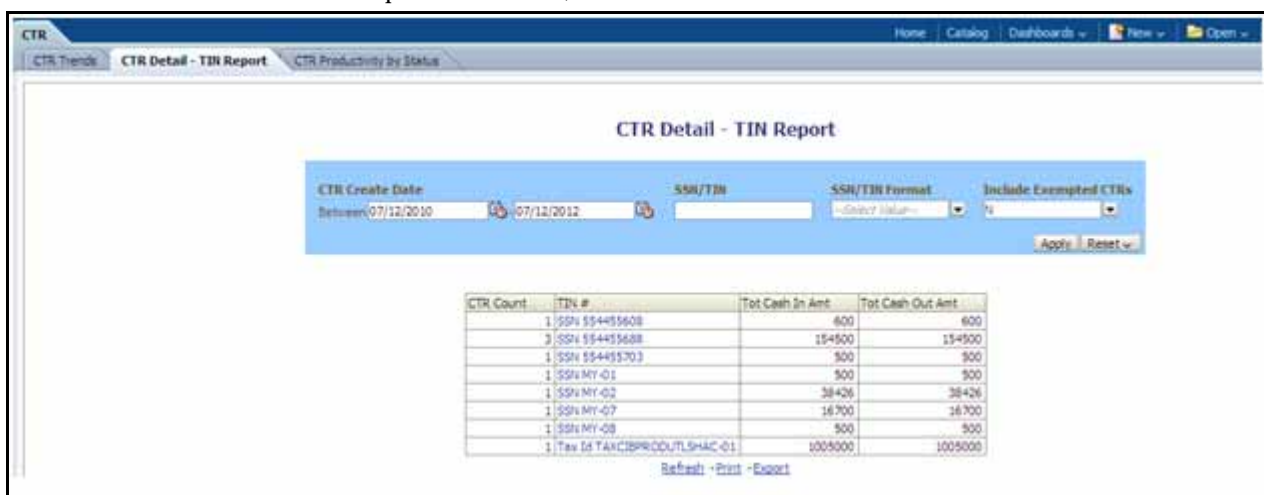 CTR
Home Catalog Dashboards New Open
CTR Trends CTR Detail - TIN Report CTR Productivity by Status
CTR Detail - TIN Report
CTR Create Date SSN/TIN SSN/TIN Format Include Exempted CTRs
Between 07/12/2010 - 07/12/2012 --Select Value-- N
Apply Reset
CTR Count TIN # Tot Cash In Amt Tot Cash Out Amt
1 SSN 554455608 600 600
3 SSN 554455688 154500 154500
1 SSN 554455703 500 500
1 SSN MY-01 500 500
1 SSN MY-02 38426 38426
1 SSN MY-07 16700 16700
1 SSN MY-08 500 500
1 Tax Id TAXCIBPRODUTLSHAC-01 1005000 1005000
Refresh - Print - Export